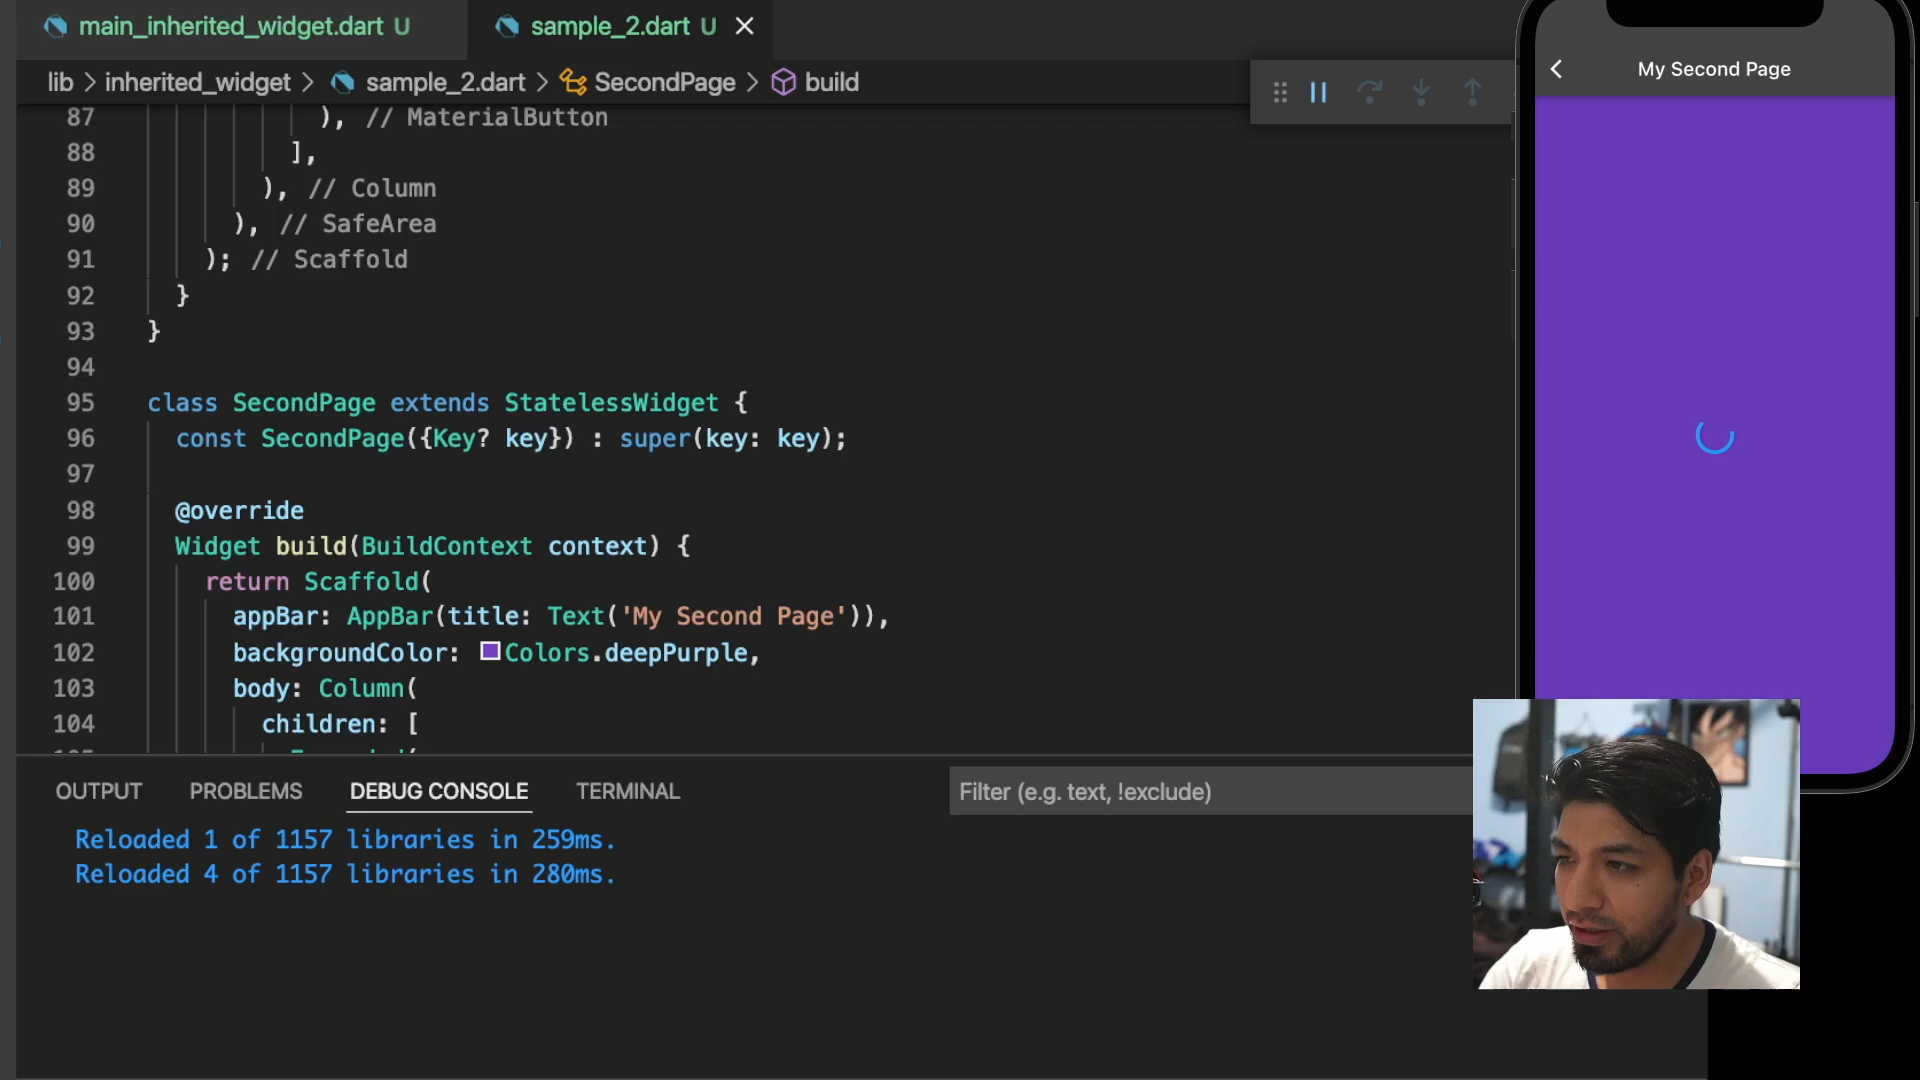 main_inherited_widget.dart U
sample_2.dart U
lib > inherited_widget > sample_2.dart > SecondPage > build
My Second Page
87 ), // MaterialButton
88 ],
89 ), // Column
90 ), // SafeArea
91 ); // Scaffold
92 }
93 }
94
95 class SecondPage extends StatelessWidget {
96 const SecondPage({Key? key}) : super(key: key);
97
98 @override
99 Widget build(BuildContext context) {
100 return Scaffold(
101 appBar: AppBar(title: Text('My Second Page')),
102 backgroundColor: Colors.deepPurple,
103 body: Column(
104 children: [
OUTPUT PROBLEMS DEBUG CONSOLE TERMINAL
Filter (e.g. text, !exclude)
Reloaded 1 of 1157 libraries in 259ms.
Reloaded 4 of 1157 libraries in 280ms.